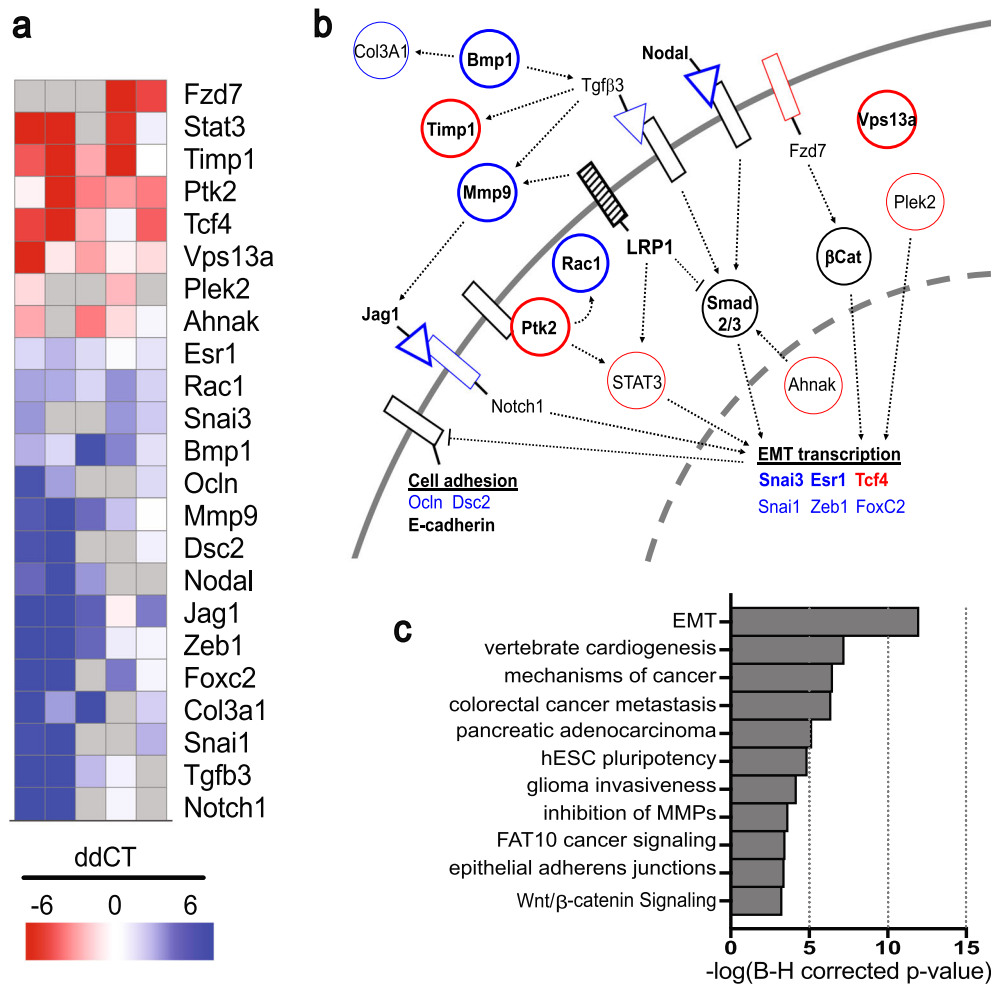 a
Fzd7
Stat3
Timp1
Ptk2
Tcf4
Vps13a
Plek2
Ahnak
Esr1
Rac1
Snai3
Bmp1
Ocln
Mmp9
Dsc2
Nodal
Jag1
Zeb1
Foxc2
Col3a1
Snai1
Tgfb3
Notch1
ddCT
-6 0 6
b
Col3A1
Bmp1
Nodal
Tgfβ3
Timp1
Vps13a
Fzd7
Mmp9
Plek2
LRP1
Rac1
βCat
Smad
2/3
Jag1
Ptk2
STAT3
Ahnak
Notch1
EMT transcription
Snai3 Esr1 Tcf4
Snai1 Zeb1 FoxC2
Cell adhesion
Ocln Dsc2
E-cadherin
c
EMT
vertebrate cardiogenesis
mechanisms of cancer
colorectal cancer metastasis
pancreatic adenocarcinoma
hESC pluripotency
glioma invasiveness
inhibition of MMPs
FAT10 cancer signaling
epithelial adherens junctions
Wnt/β-catenin Signaling
0 5 10 15
-log(B-H corrected p-value)